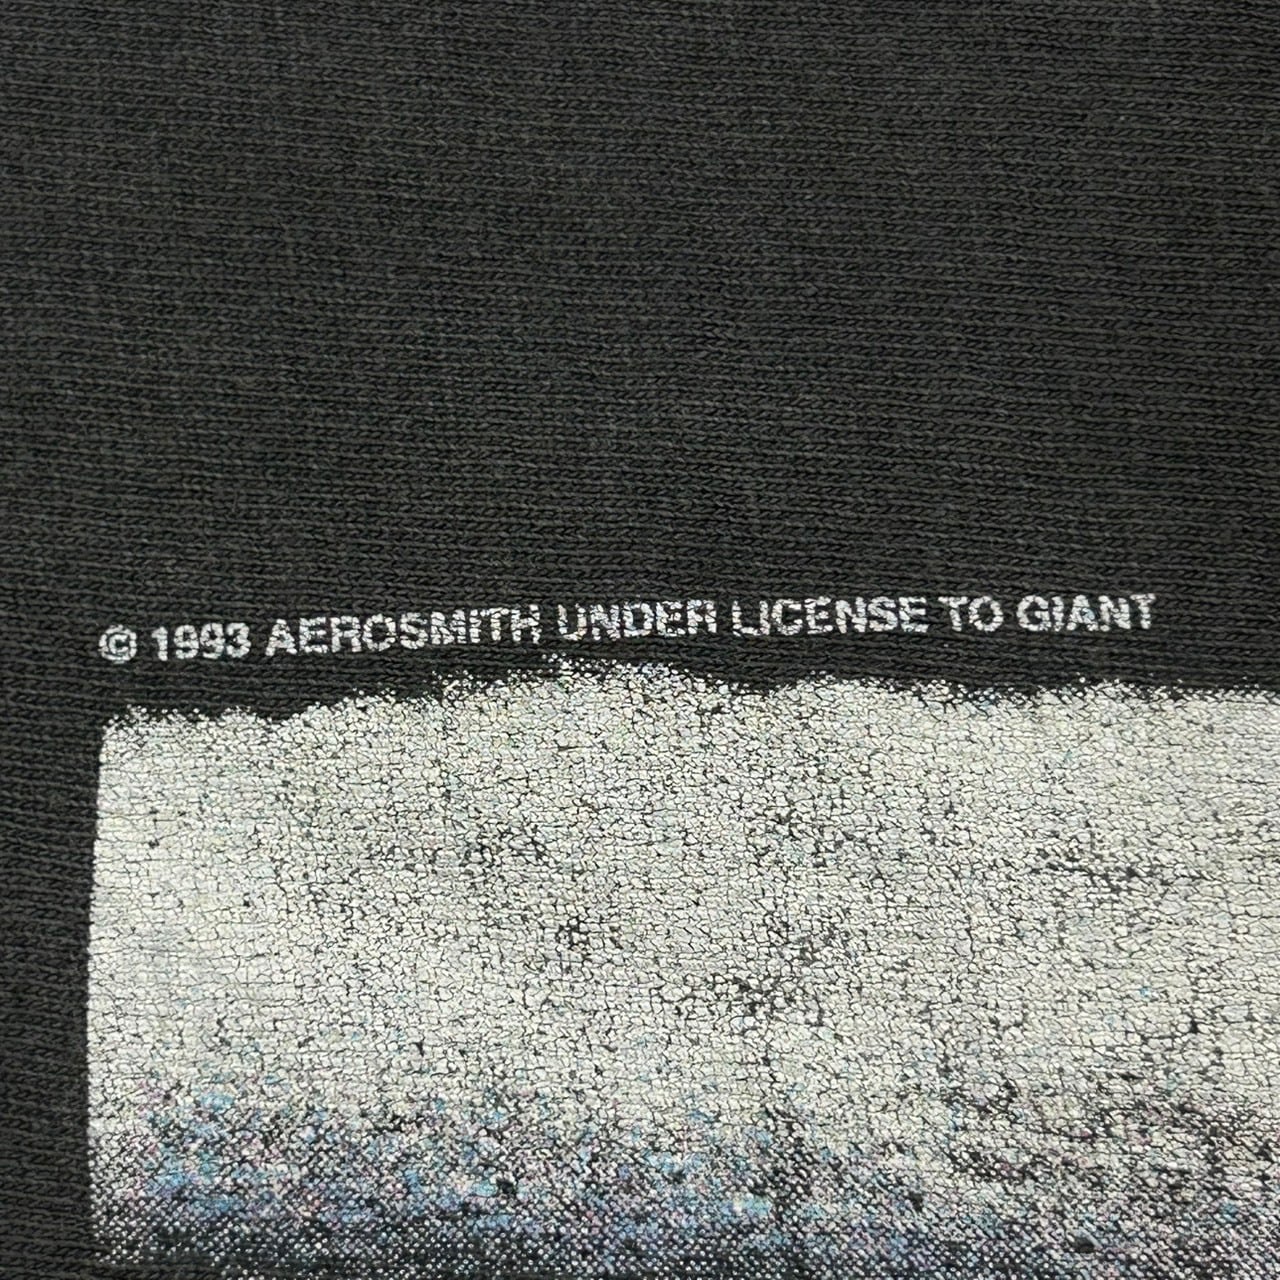 © 1993 AEROSMITH UNDER LICENSE TO GIANT